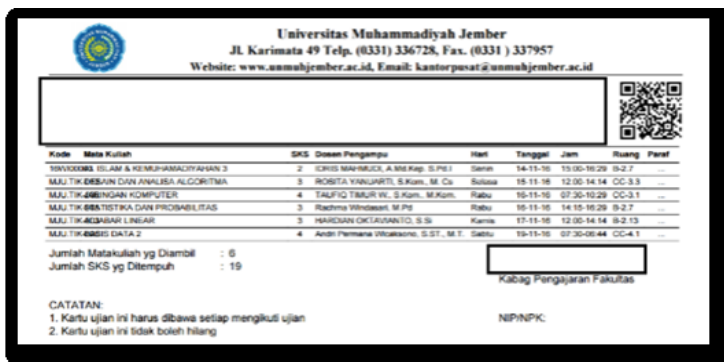 Universitas Muhammadiyah Jember
Jl. Karimata 49 Telp. (0331) 336728, Fax. (0331 ) 337957
Website: www.unmuhjember.ac.id, Email: kantorpusat@unmuhjember.ac.id
Kode Mata Kuliah SKS Dosen Pengampu Hari Tanggal Jam Ruang Paraf
ISLAM & KEMUHAMADIYAHAN 3 2 IDRIS MAHMUDI, A.Md.Kep. S.Pd.I Senin 14-11-16 15:00-16:29 B-2.7 ...
MJU.TIK DESAIN DAN ANALISA ALGORITMA 3 ROBITA YANUARTI, S.Kom., M. Cs Selasa 15-11-16 12:00-14:14 CC-3.3 ...
MJU.TIK JARINGAN KOMPUTER 4 TAUFIQ TIMUR W., S.Kom., M.Kom. Rabu 16-11-16 07:30-10:29 CC-3.1 ...
MJU.TIK STATISTIKA DAN PROBABILITAS 3 Rachma Windasari, M.Pd Rabu 16-11-16 14:15-16:29 B-2.7 ...
MJU.TIK ALJABAR LINEAR 3 HARDIAN OKTAVIANTO, S.Si Kamis 17-11-16 12:00-14:14 B-2.13 ...
MJU.TIK BASIS DATA 2 4 Andri Permana Wicaksono, S.ST., M.T. Sabtu 19-11-16 07:30-08:44 CC-4.1 ...
Jumlah Matakuliah yg Diambil : 6
Jumlah SKS yg Ditempuh : 19
Kabag Pengajaran Fakultas
CATATAN:
1. Kartu ujian ini harus dibawa setiap mengikuti ujian NIP/NPK:
2. Kartu ujian ini tidak boleh hilang